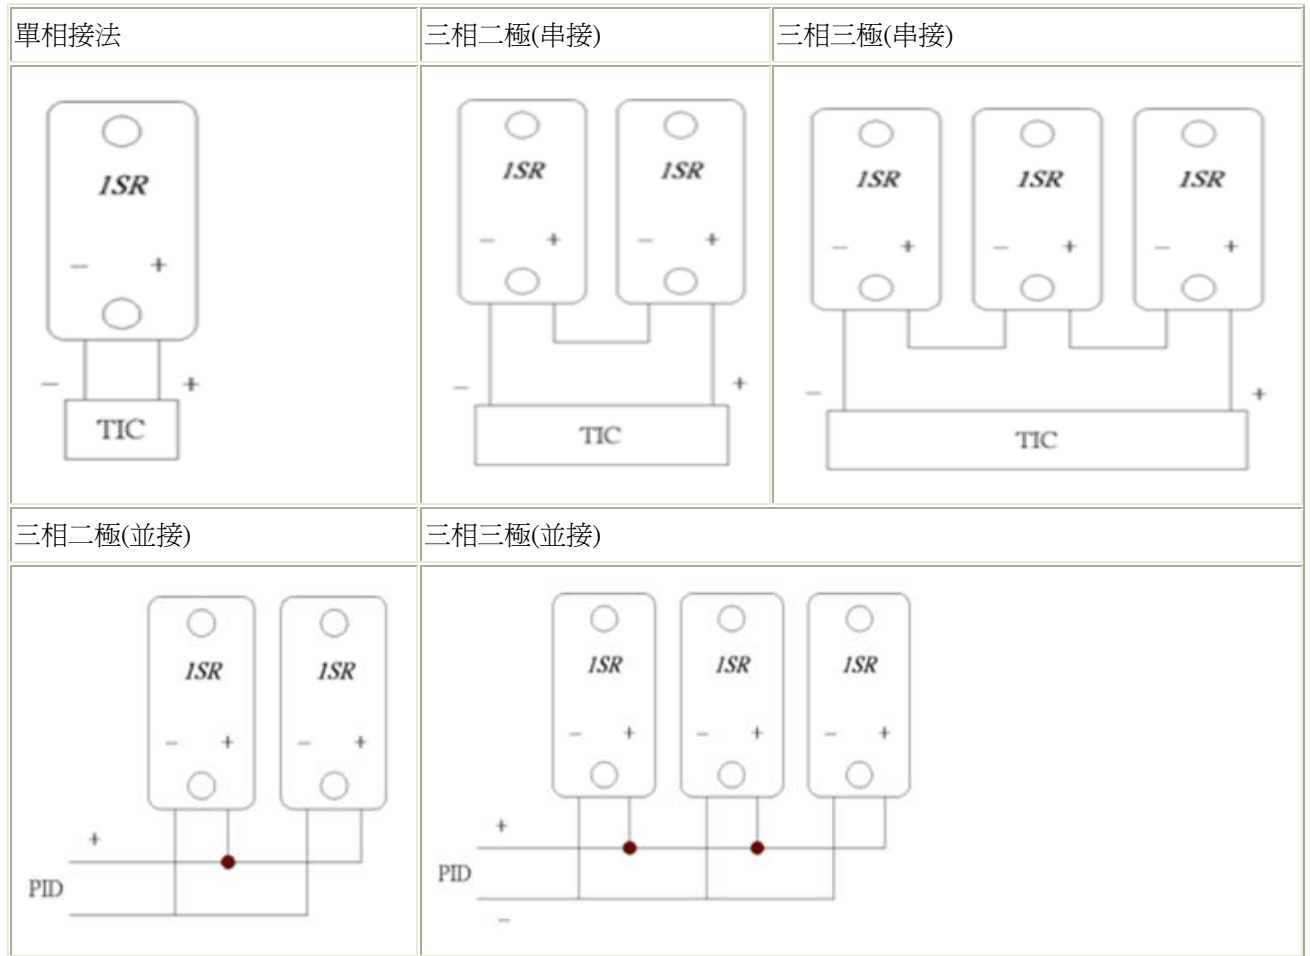 單相接法 三相二極(串接) 三相三極(串接)
1SR 1SR 1SR 1SR 1SR 1SR
− + − + − + − + − + − +
− + − + − +
TIC TIC TIC
三相二極(並接) 三相三極(並接)
1SR 1SR 1SR 1SR 1SR
− + − + − + − + − +
+ +
PID PID
−